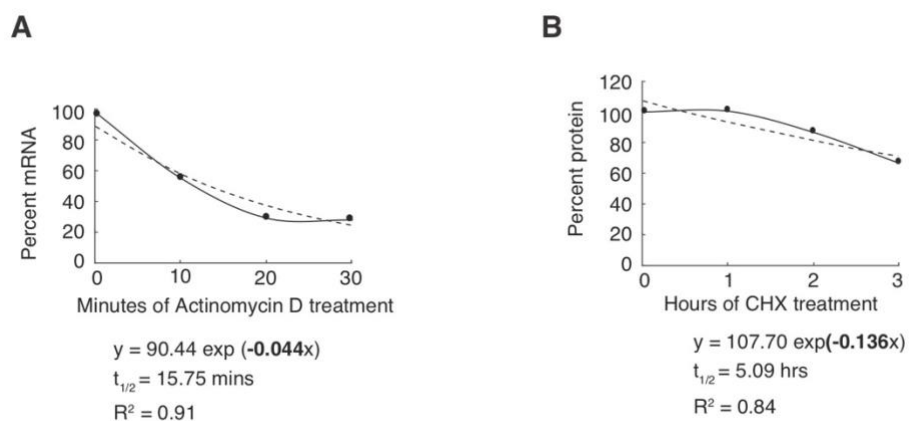 A
Percent mRNA
100
80
60
40
20
0
0 10 20 30
Minutes of Actinomycin D treatment
y = 90.44 exp (-0.044x)
t1/2 = 15.75 mins
R² = 0.91
B
Percent protein
120
100
80
60
40
20
0
0 1 2 3
Hours of CHX treatment
y = 107.70 exp(-0.136x)
t1/2 = 5.09 hrs
R² = 0.84